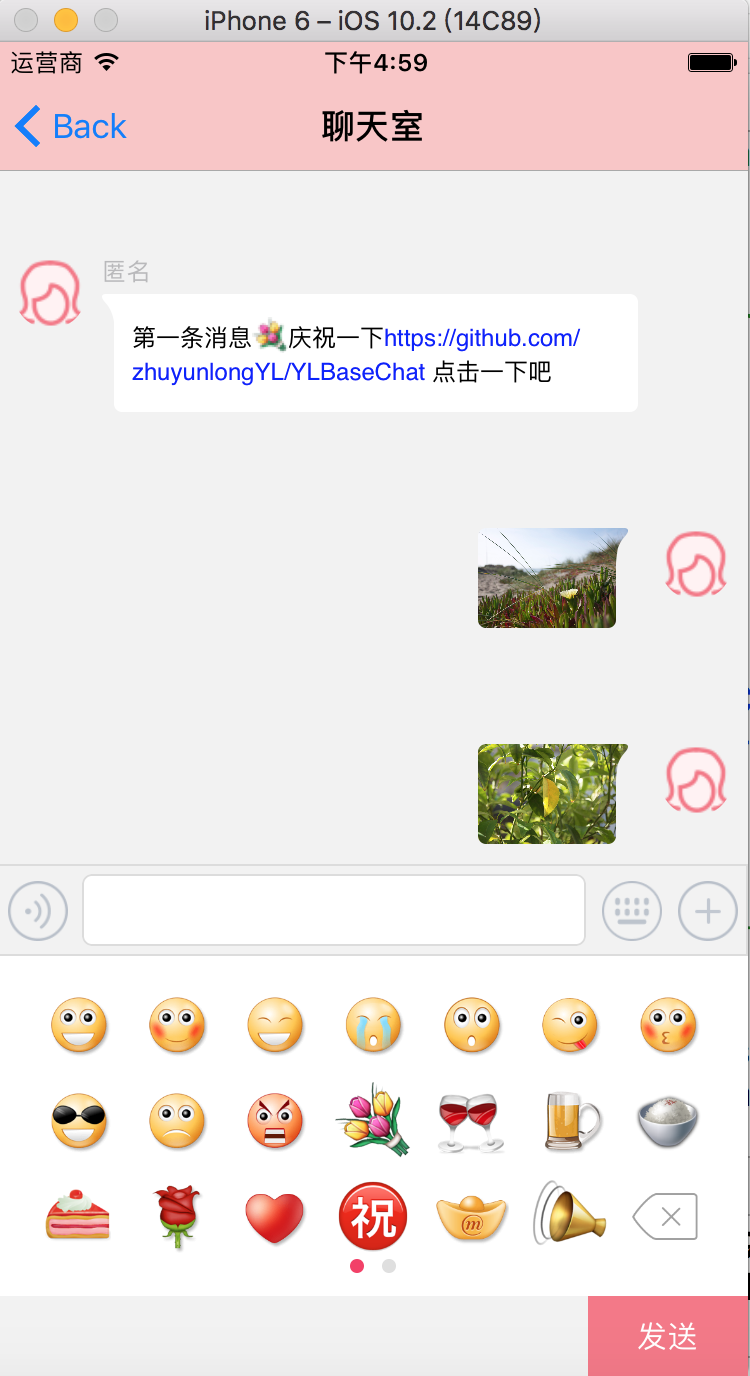 iPhone 6 – iOS 10.2 (14C89)
运营商 下午4:59
Back 聊天室
匿名
第一条消息💐庆祝一下https://github.com/
zhuyunlongYL/YLBaseChat 点击一下吧
祝
m
发送